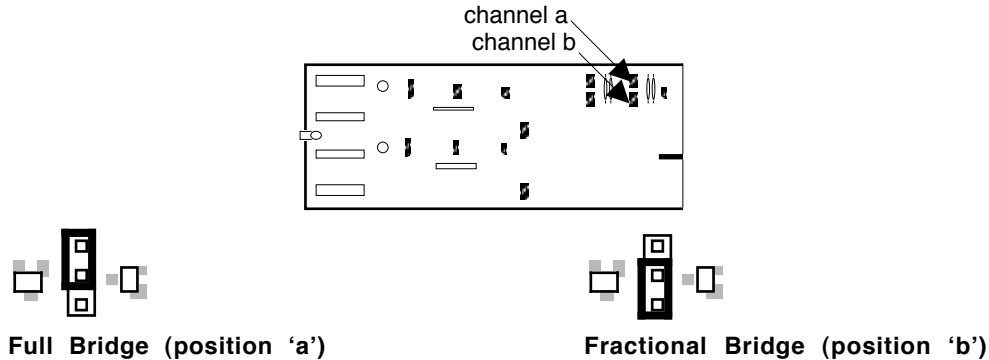 channel a
channel b
Full Bridge (position ‘a’)
Fractional Bridge (position ‘b’)